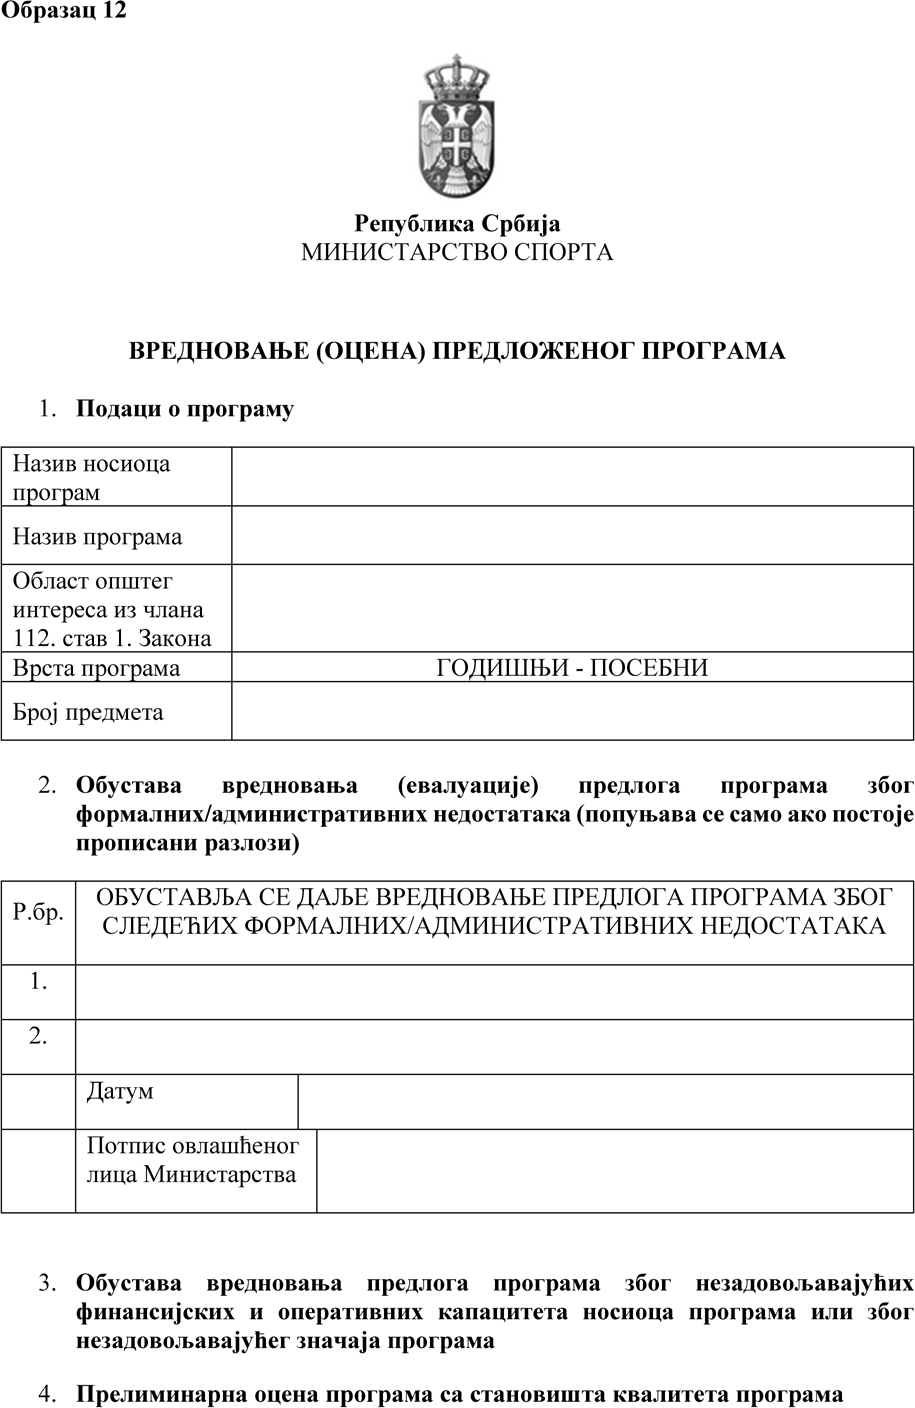 Образац 12
Република Србија
МИНИСТАРСТВО СПОРТА
ВРЕДНОВАЊЕ (ОЦЕНА) ПРЕДЛОЖЕНОГ ПРОГРАМА
1. Подаци о програму
Назив носиоца
програм
Назив програма
Област општег
интереса из члана
112. став 1. Закона
Врста програма ГОДИШЊИ - ПОСЕБНИ
Број предмета
2. Обустава вредновања (евалуације) предлога програма због
формалних/административних недостатака (попуњава се само ако постоје
прописани разлози)
Р.бр. ОБУСТАВЉА СЕ ДАЉЕ ВРЕДНОВАЊЕ ПРЕДЛОГА ПРОГРАМА ЗБОГ
СЛЕДЕЋИХ ФОРМАЛНИХ/АДМИНИСТРАТИВНИХ НЕДОСТАТАКА
1.
2.
Датум
Потпис овлашћеног
лица Министарства
3. Обустава вредновања предлога програма због незадовољавајућих
финансијских и оперативних капацитета носиоца програма или због
незадовољавајућег значаја програма
4. Прелиминарна оцена програма са становишта квалитета програма